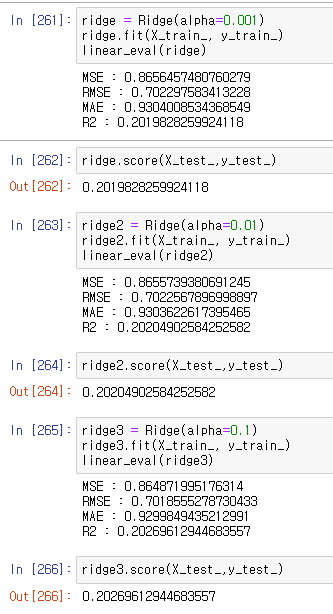 In [261]: ridge = Ridge(alpha=0.001)
ridge.fit(X_train_, y_train_)
linear_eval(ridge)
MSE : 0.8656457480760279
RMSE : 0.702297583413228
MAE : 0.9304008534368549
R2 : 0.2019828259924118
In [262]: ridge.score(X_test_,y_test_)
Out[262]: 0.2019828259924118
In [263]: ridge2 = Ridge(alpha=0.01)
ridge2.fit(X_train_, y_train_)
linear_eval(ridge2)
MSE : 0.8655739380691245
RMSE : 0.7022567896998897
MAE : 0.9303622617395465
R2 : 0.20204902584252582
In [264]: ridge2.score(X_test_,y_test_)
Out[264]: 0.20204902584252582
In [265]: ridge3 = Ridge(alpha=0.1)
ridge3.fit(X_train_, y_train_)
linear_eval(ridge3)
MSE : 0.864871995176314
RMSE : 0.7018555278730433
MAE : 0.9299849435212991
R2 : 0.20269612944683557
In [266]: ridge3.score(X_test_,y_test_)
Out[266]: 0.20269612944683557